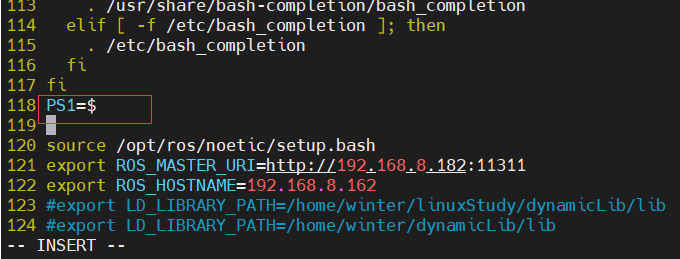 113     . /usr/share/bash-completion/bash_completion
114   elif [ -f /etc/bash_completion ]; then
115     . /etc/bash_completion
116   fi
117 fi
118 PS1=$
119
120 source /opt/ros/noetic/setup.bash
121 export ROS_MASTER_URI=http://192.168.8.182:11311
122 export ROS_HOSTNAME=192.168.8.162
123 #export LD_LIBRARY_PATH=/home/winter/linuxStudy/dynamicLib/lib
124 #export LD_LIBRARY_PATH=/home/winter/dynamicLib/lib
-- INSERT --